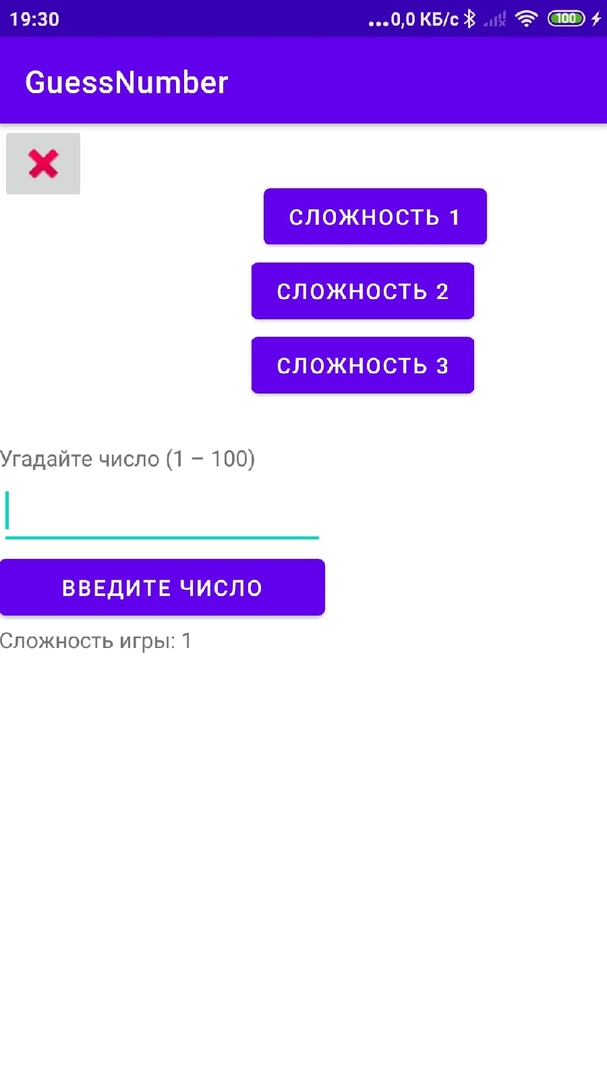 19:30 ...0,0 КБ/с 100
GuessNumber
СЛОЖНОСТЬ 1
СЛОЖНОСТЬ 2
СЛОЖНОСТЬ 3
Угадайте число (1 – 100)
ВВЕДИТЕ ЧИСЛО
Сложность игры: 1